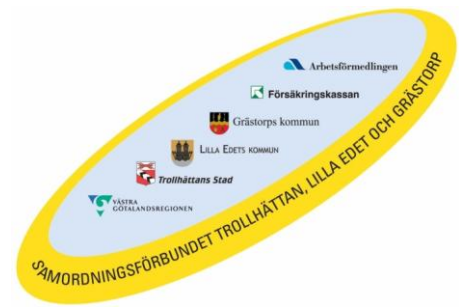 Arbetsförmedlingen
Försäkringskassan
Grästorps kommun
LILLA EDETS KOMMUN
Trollhättans Stad
VÄSTRA
GÖTALANDSREGIONEN
SAMORDNINGSFÖRBUNDET TROLLHÄTTAN, LILLA EDET OCH GRÄSTORP